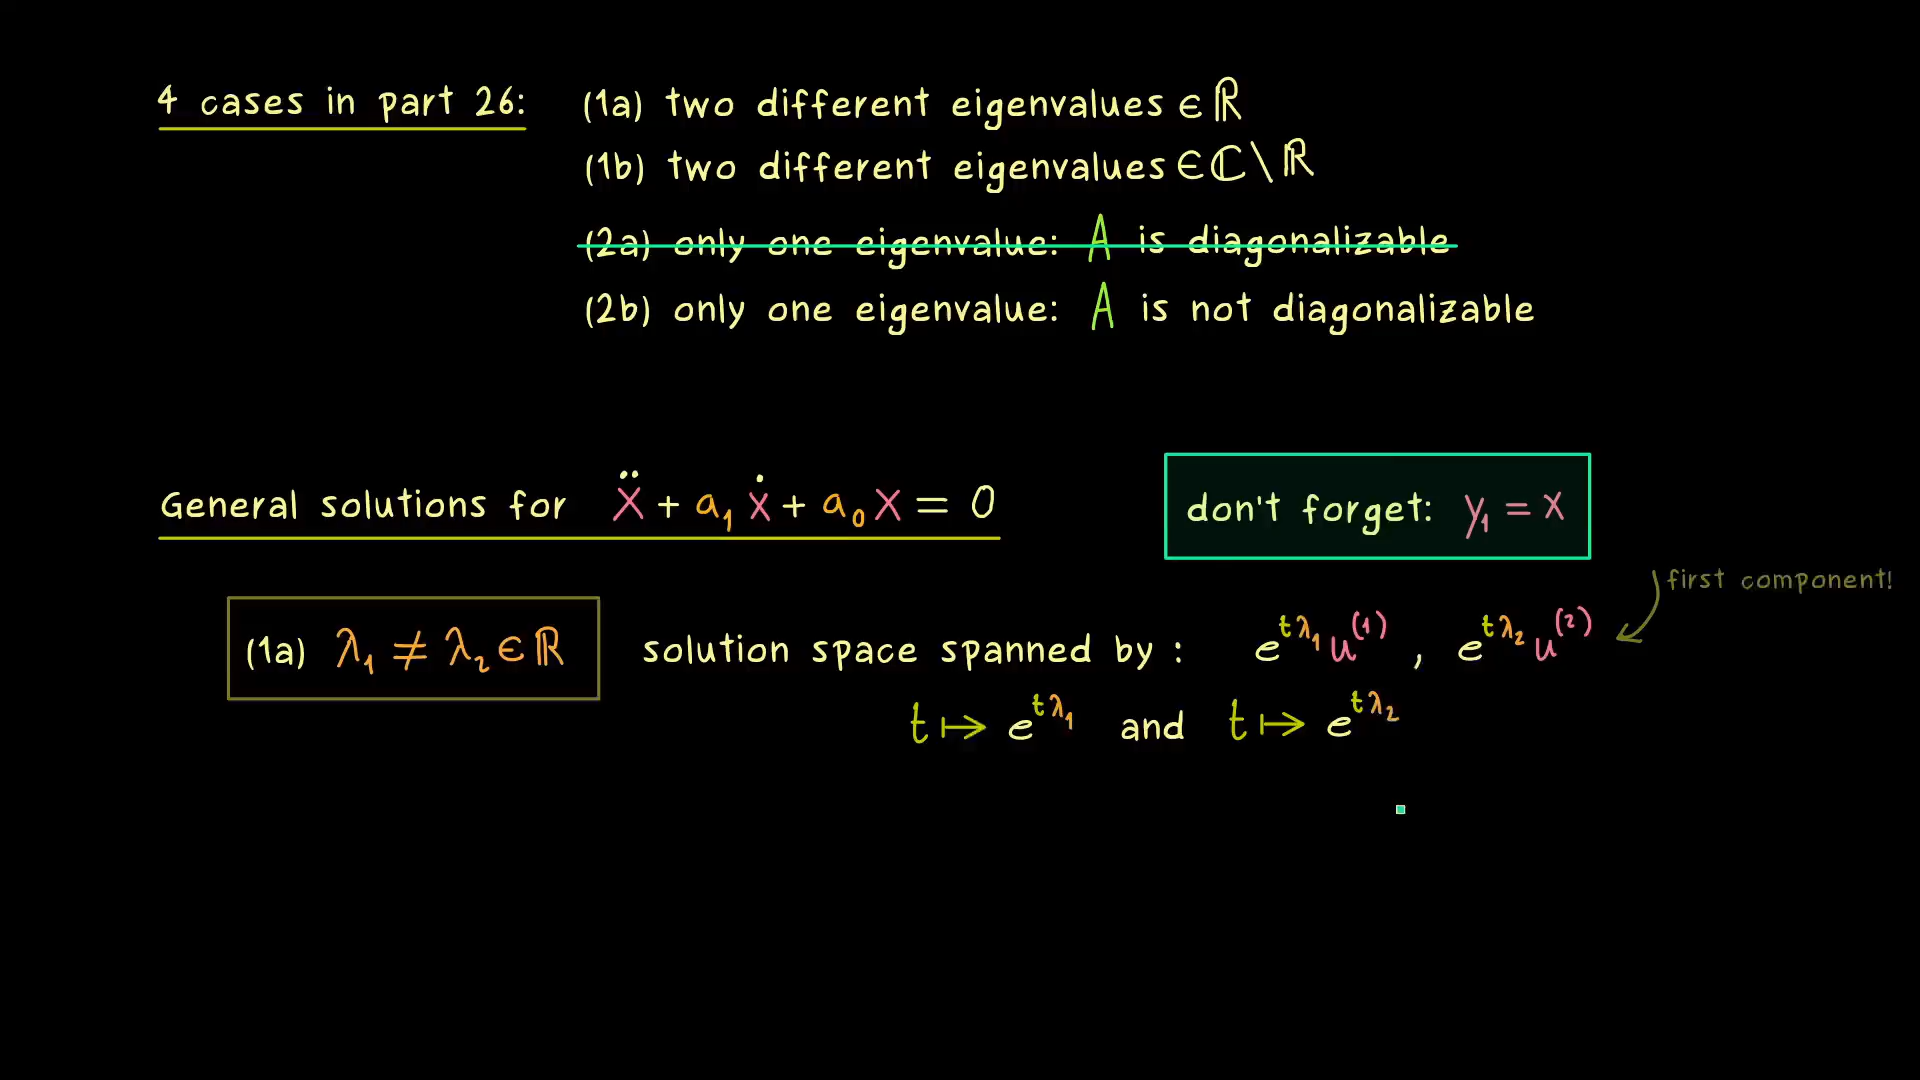 4 cases in part 26: (1a) two different eigenvalues ∈ ℝ
(1b) two different eigenvalues ∈ ℂ \ ℝ
(2a) only one eigenvalue: A is diagonalizable
(2b) only one eigenvalue: A is not diagonalizable
General solutions for ẍ + a₁ẋ + a₀x = 0
don't forget: y₁ = x
first component!
(1a) λ₁ ≠ λ₂ ∈ ℝ solution space spanned by : e^{tλ₁} u^{(1)} , e^{tλ₂} u^{(2)}
t ↦ e^{tλ₁} and t ↦ e^{tλ₂}